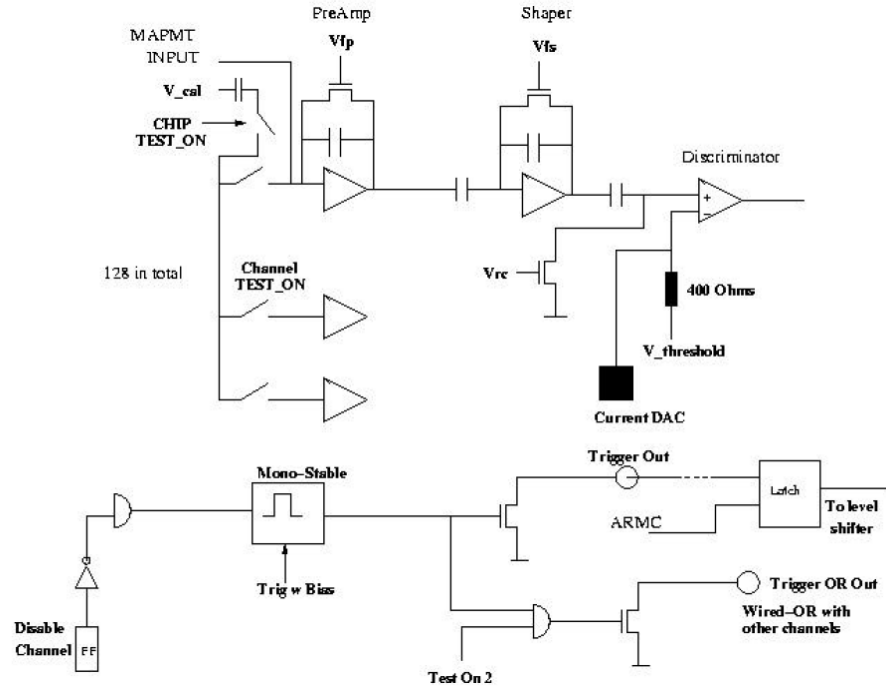 PreAmp
Shaper
MAPMT
INPUT
Vfp
Vfs
V_cal
CHIP
TEST_ON
Discriminator
+
−
128 in total
Channel
TEST_ON
Vrc
400 Ohms
V_threshold
Current DAC
Mono−Stable
Trigger Out
Latch
ARMC
To level
shifter
Trig w Bias
Trigger OR Out
Disable
Channel
FF
Wired−OR with
other channels
Test On 2